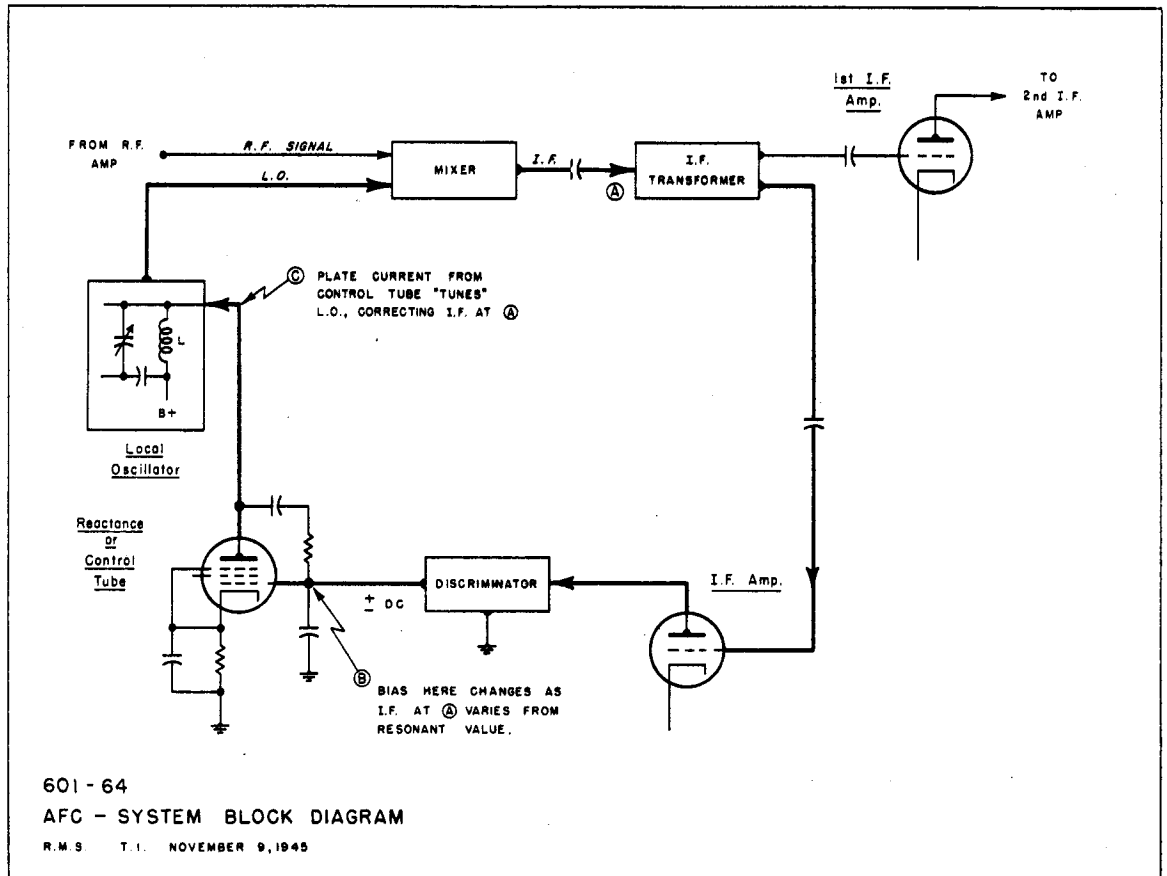 1st I.F.
Amp.
TO
2nd I.F.
AMP
FROM R.F.
AMP
R.F. SIGNAL
L.O.
MIXER
I.F.
A
I.F.
TRANSFORMER
C
PLATE CURRENT FROM
CONTROL TUBE "TUNES"
L.O., CORRECTING I.F. AT A
L
B+
Local
Oscillator
Reactance
or
Control
Tube
± DC
DISCRIMINATOR
I.F. Amp.
B
BIAS HERE CHANGES AS
I.F. AT A VARIES FROM
RESONANT VALUE.
601-64
AFC - SYSTEM BLOCK DIAGRAM
R.M.S. T.I. NOVEMBER 9, 1945